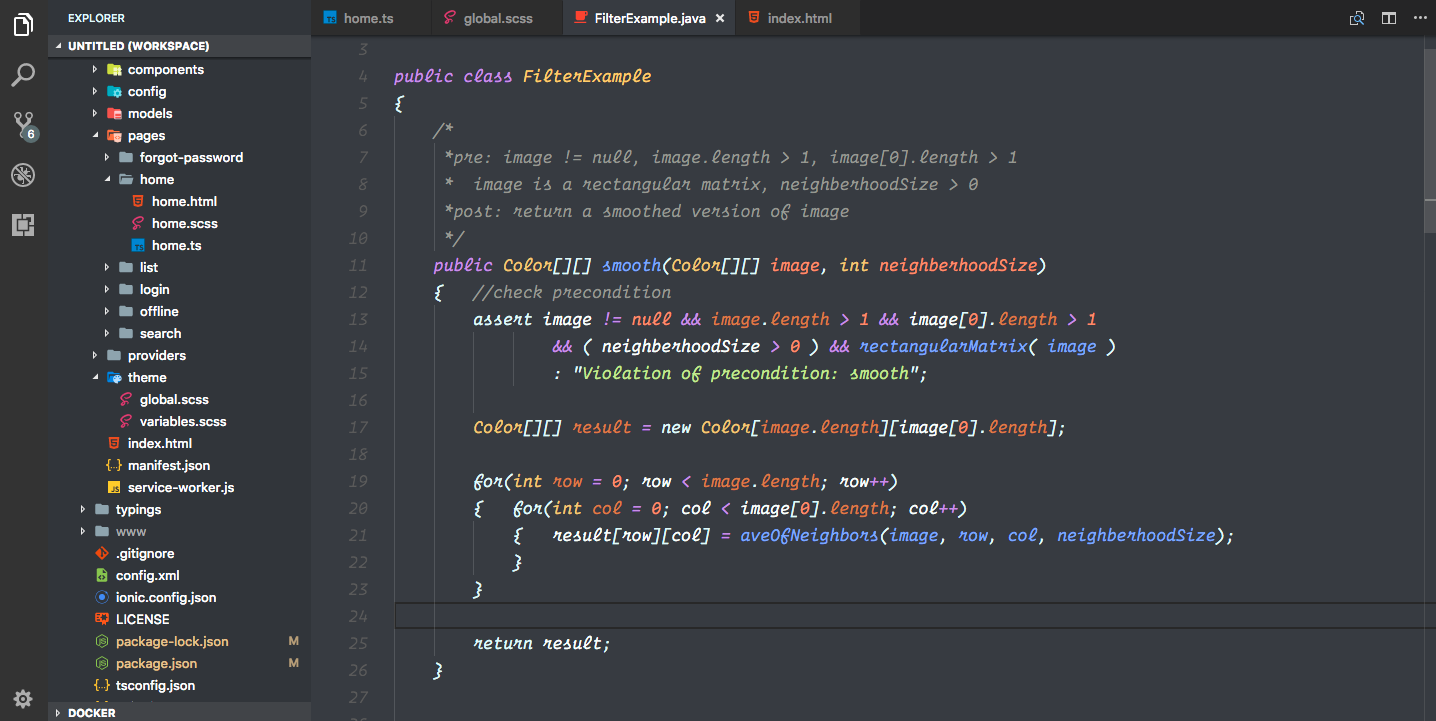 EXPLORER
UNTITLED (WORKSPACE)
components
config
models
pages
forgot-password
home
home.html
home.scss
home.ts
list
login
offline
search
providers
theme
global.scss
variables.scss
index.html
manifest.json
service-worker.js
typings
www
.gitignore
config.xml
ionic.config.json
LICENSE
package-lock.json M
package.json M
tsconfig.json
DOCKER
6
home.ts global.scss FilterExample.java × index.html
3
4 public class FilterExample
5 {
6 /*
7 *pre: image != null, image.length > 1, image[0].length > 1
8 * image is a rectangular matrix, neighberhoodSize > 0
9 *post: return a smoothed version of image
10 */
11 public Color[][] smooth(Color[][] image, int neighberhoodSize)
12 { //check precondition
13 assert image != null && image.length > 1 && image[0].length > 1
14 && ( neighberhoodSize > 0 ) && rectangularMatrix( image )
15 : "Violation of precondition: smooth";
16
17 Color[][] result = new Color[image.length][image[0].length];
18
19 for(int row = 0; row < image.length; row++)
20 { for(int col = 0; col < image[0].length; col++)
21 { result[row][col] = aveOfNeighbors(image, row, col, neighberhoodSize);
22 }
23 }
24
25 return result;
26 }
27